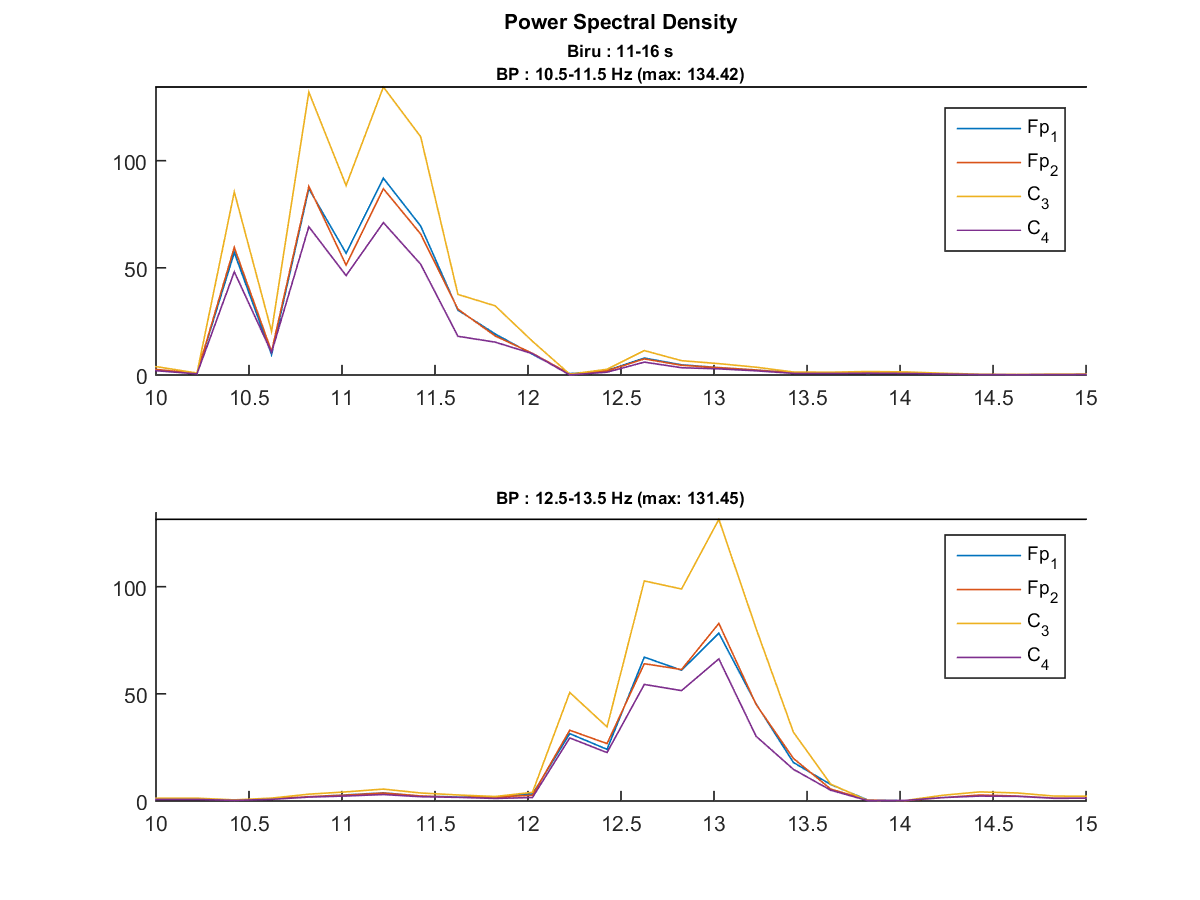 Power Spectral Density
Biru : 11-16 s
BP : 10.5-11.5 Hz (max: 134.42)
Fp1
Fp2
C3
C4
100
50
0
10 10.5 11 11.5 12 12.5 13 13.5 14 14.5 15
BP : 12.5-13.5 Hz (max: 131.45)
Fp1
Fp2
C3
C4
100
50
0
10 10.5 11 11.5 12 12.5 13 13.5 14 14.5 15